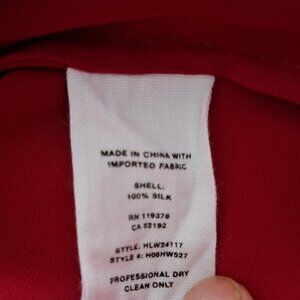 MADE IN CHINA WITH
IMPORTED FABRIC
SHELL:
100% SILK
RN 119376
CA 52192
STYLE: HLW24117
STYLE #: H06HW527
PROFESSIONAL DRY
CLEAN ONLY